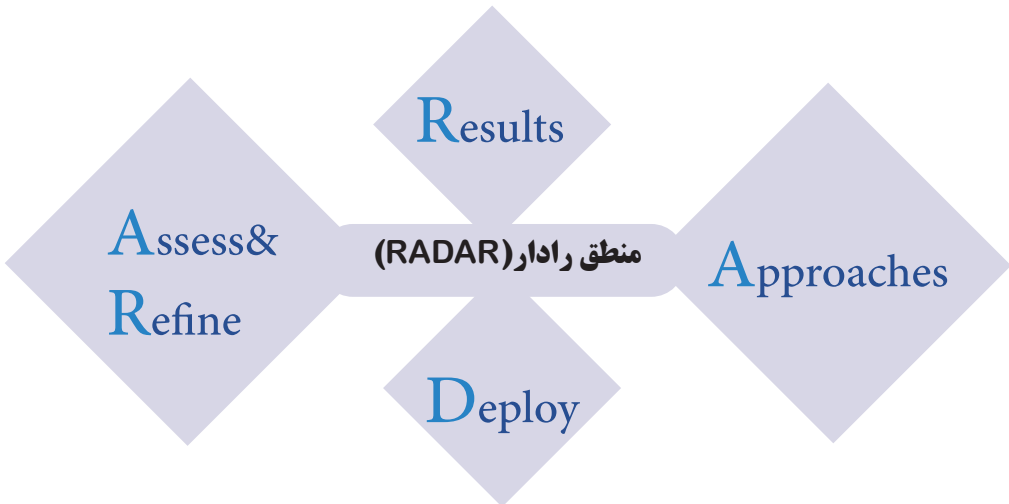 Results
Assess&
Refine
منطق رادار(RADAR)
Approaches
Deploy